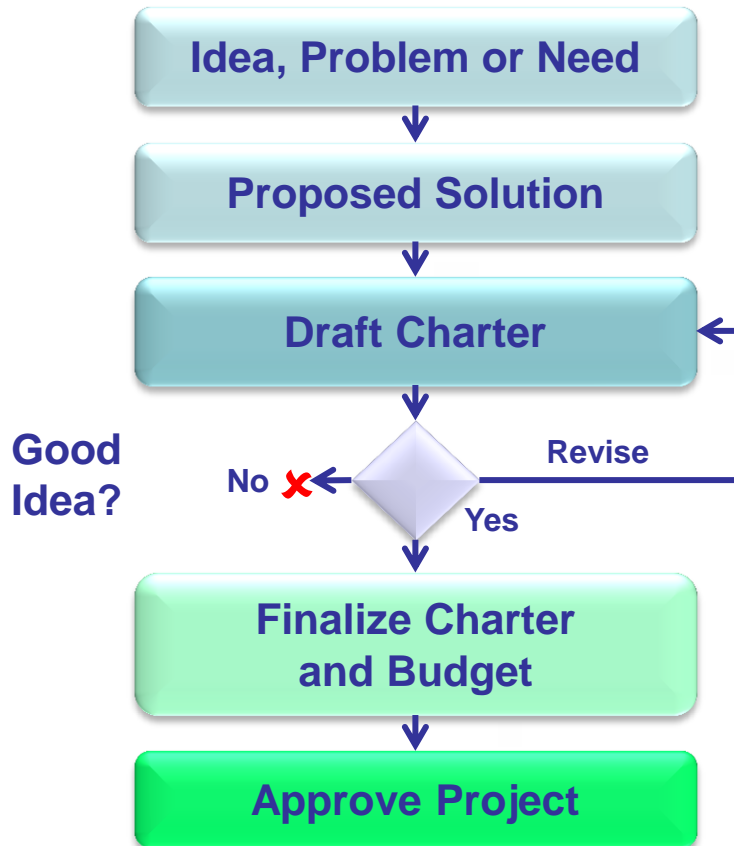 Idea, Problem or Need
Proposed Solution
Draft Charter
Good
Idea?
No
Revise
Yes
Finalize Charter
and Budget
Approve Project